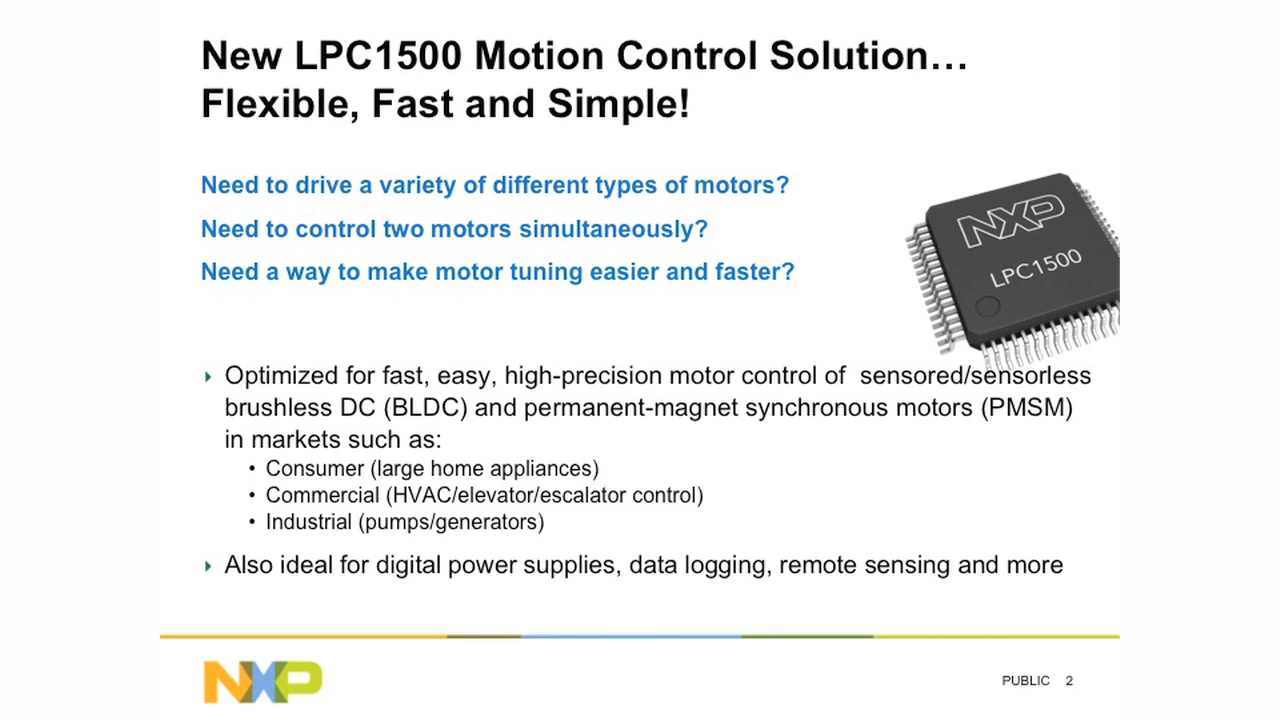 New LPC1500 Motion Control Solution…
Flexible, Fast and Simple!
Need to drive a variety of different types of motors?
Need to control two motors simultaneously?
Need a way to make motor tuning easier and faster?
NXP
LPC1500
Optimized for fast, easy, high-precision motor control of  sensored/sensorless
brushless DC (BLDC) and permanent-magnet synchronous motors (PMSM)
in markets such as:
• Consumer (large home appliances)
• Commercial (HVAC/elevator/escalator control)
• Industrial (pumps/generators)
Also ideal for digital power supplies, data logging, remote sensing and more
NXP
PUBLIC 2